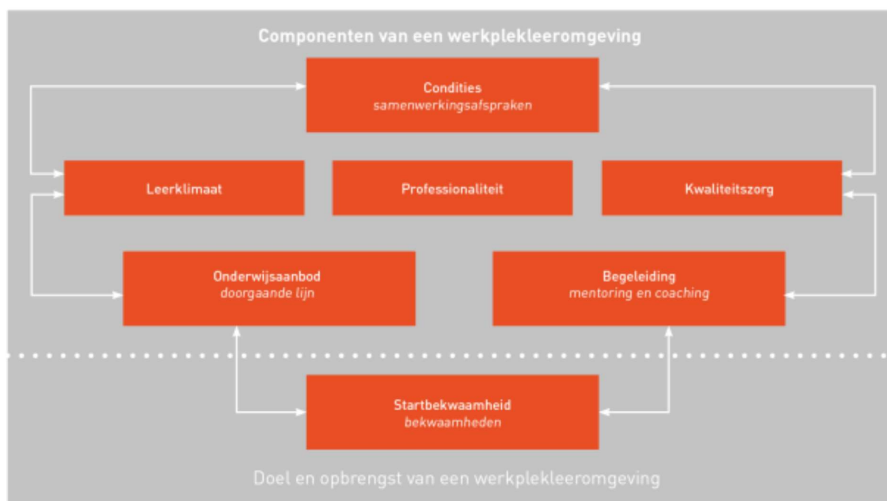 Componenten van een werkplekleeromgeving
Condities
samenwerkingsafspraken
Leerklimaat
Professionaliteit
Kwaliteitszorg
Onderwijsaanbod
doorgaande lijn
Begeleiding
mentoring en coaching
Startbekwaamheid
bekwaamheden
Doel en opbrengst van een werkplekleeromgeving